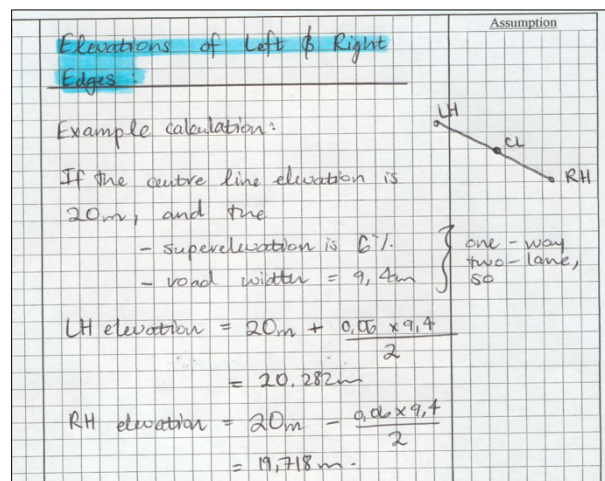 Assumption
Elevations of Left & Right
Edges:
Example calculation:
LH
CL
RH
If the centre line elevation is
20m, and the
- superelevation is 6%.
- road width = 9,4m
one-way
two-lane,
so
LH elevation = 20m + 0,06 x 9,4
2
= 20.282m
RH elevation = 20m - 0,06 x 9,4
2
= 19,718m.